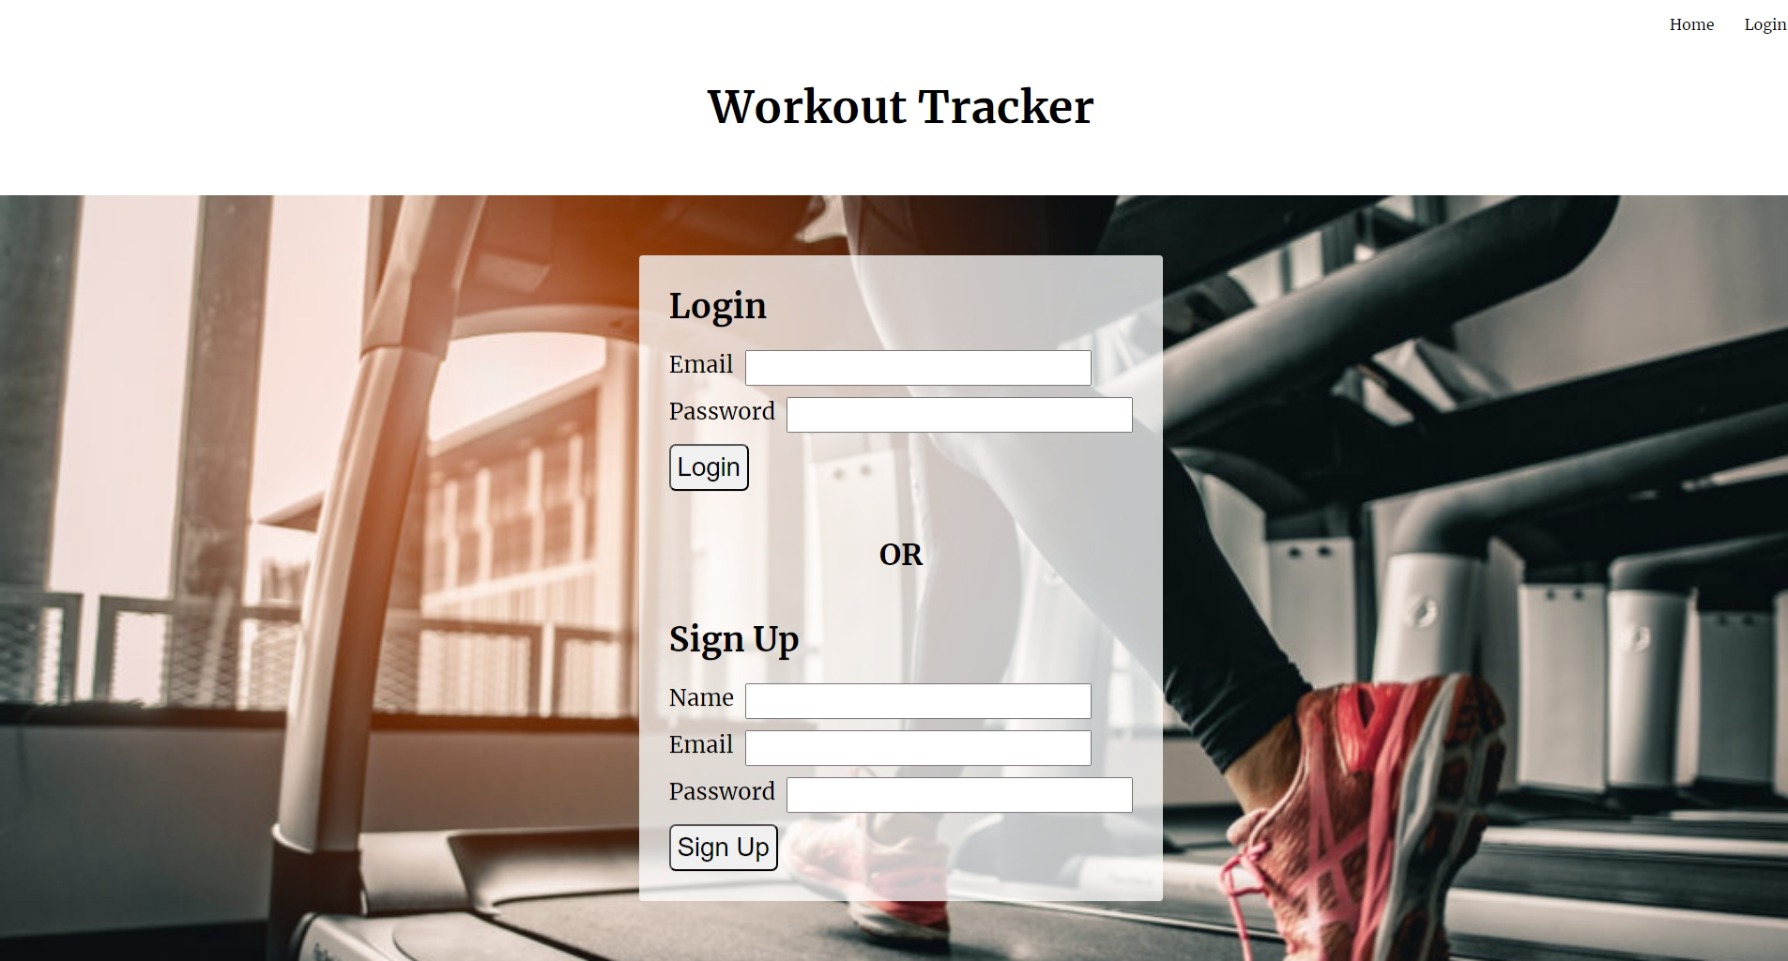 Home Login
Workout Tracker
Login
Email
Password
Login
OR
Sign Up
Name
Email
Password
Sign Up